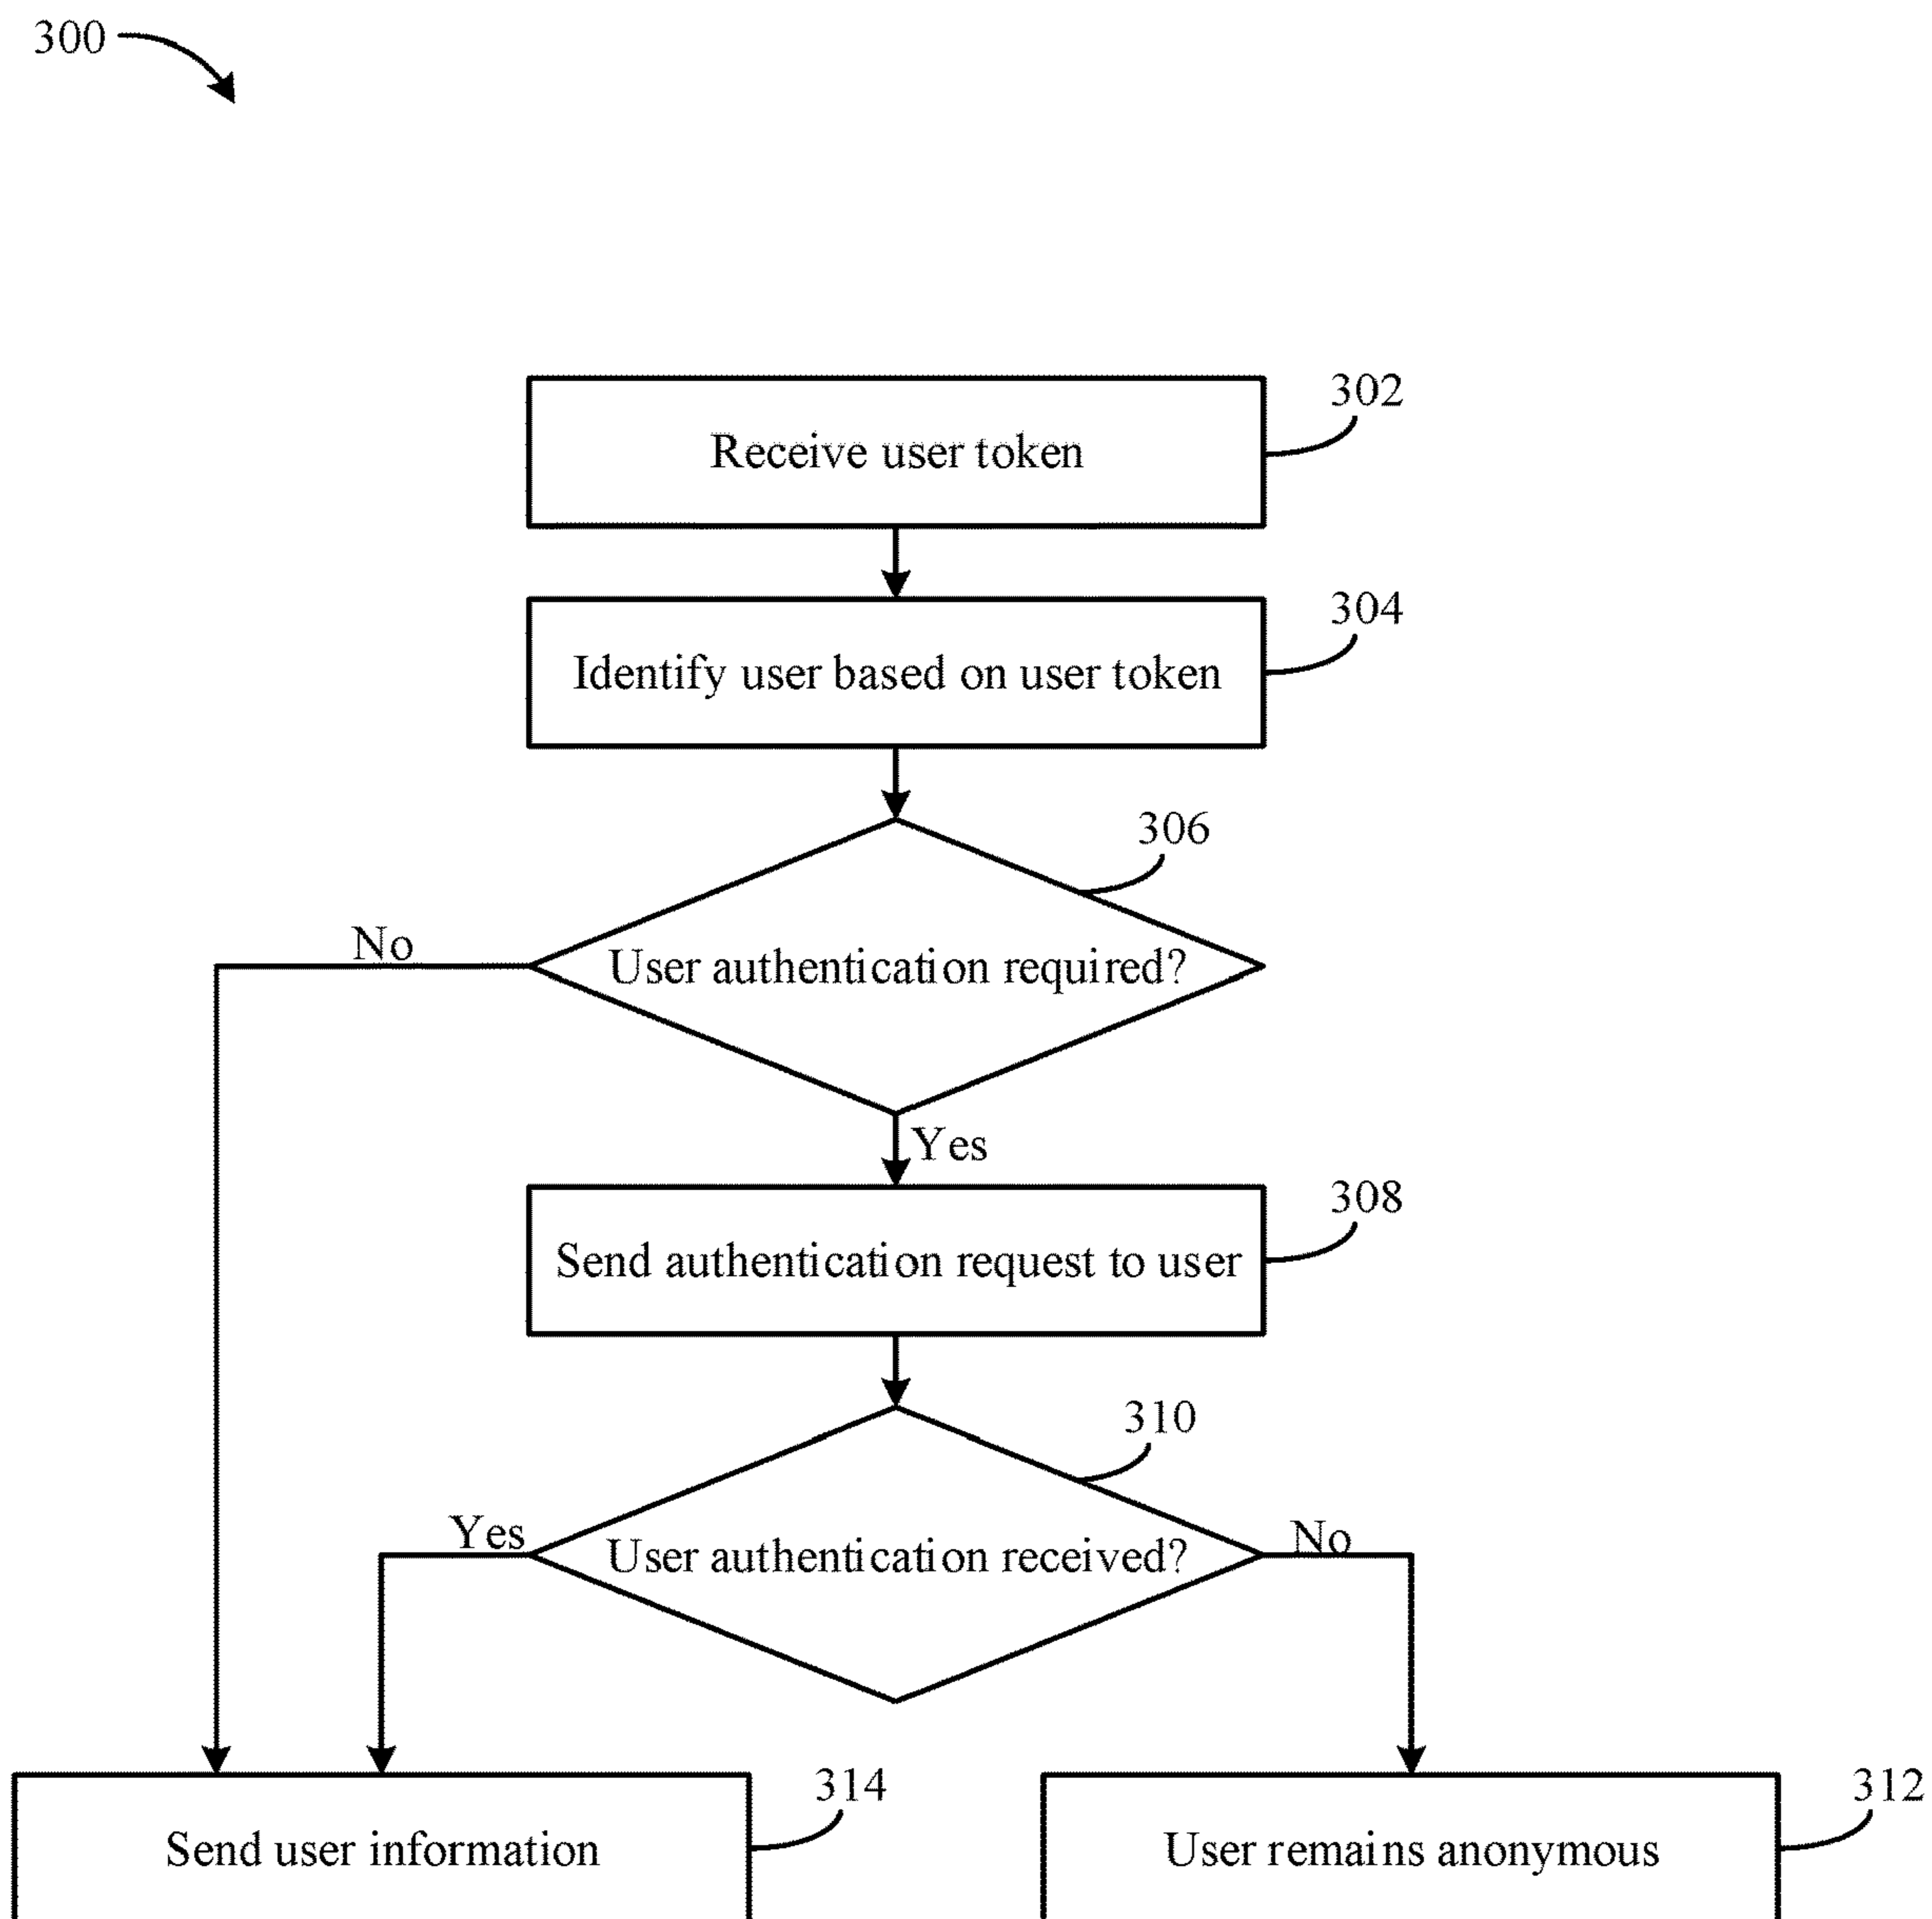 300
302
Receive user token
304
Identify user based on user token
306
No
User authentication required?
Yes
308
Send authentication request to user
310
Yes
User authentication received?
No
314
312
Send user information
User remains anonymous